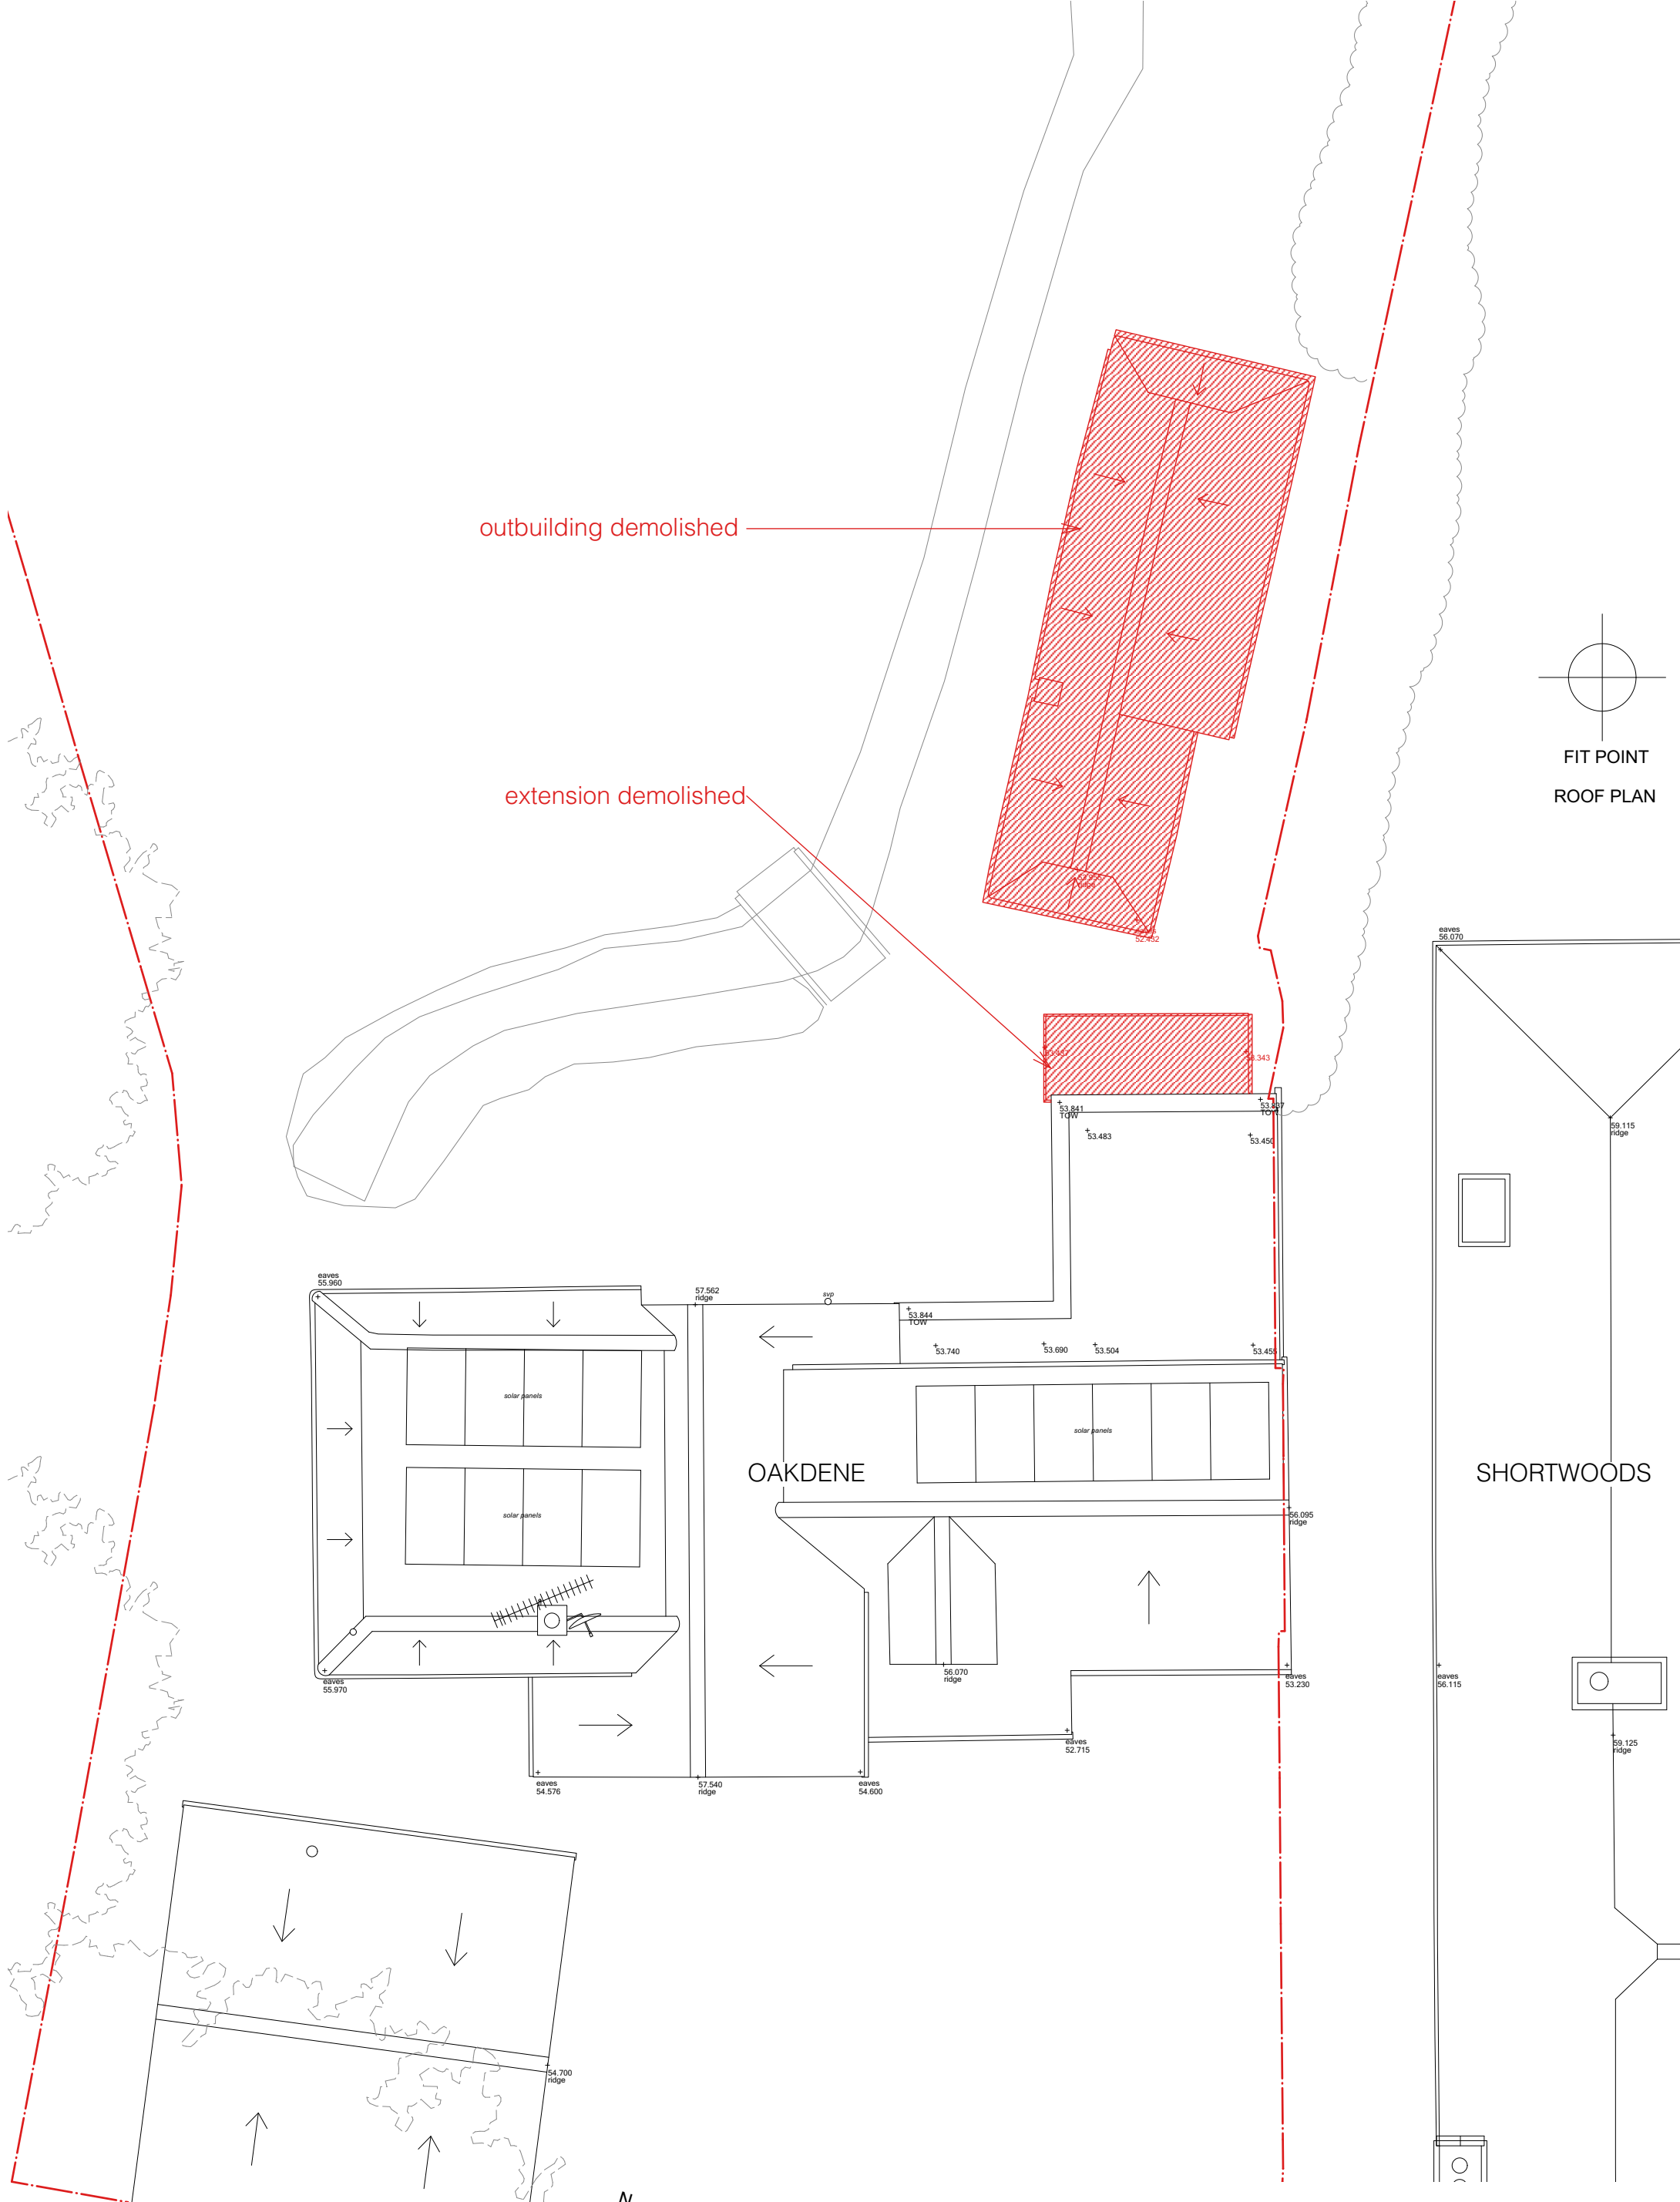 outbuilding demolished
FIT POINT
ROOF PLAN
extension demolished
ridge
eaves
56.070
53.841
TOW
53.483
53.450
59.115
ridge
eaves
55.960
57.562
ridge
svp
53.844
TOW
53.740
53.690
53.504
53.455
solar panels
solar panels
OAKDENE
SHORTWOODS
solar panels
56.095
ridge
56.070
ridge
eaves
53.230
eaves
56.115
eaves
55.970
eaves
52.715
59.125
ridge
eaves
54.576
57.540
ridge
eaves
54.600
54.700
ridge
N